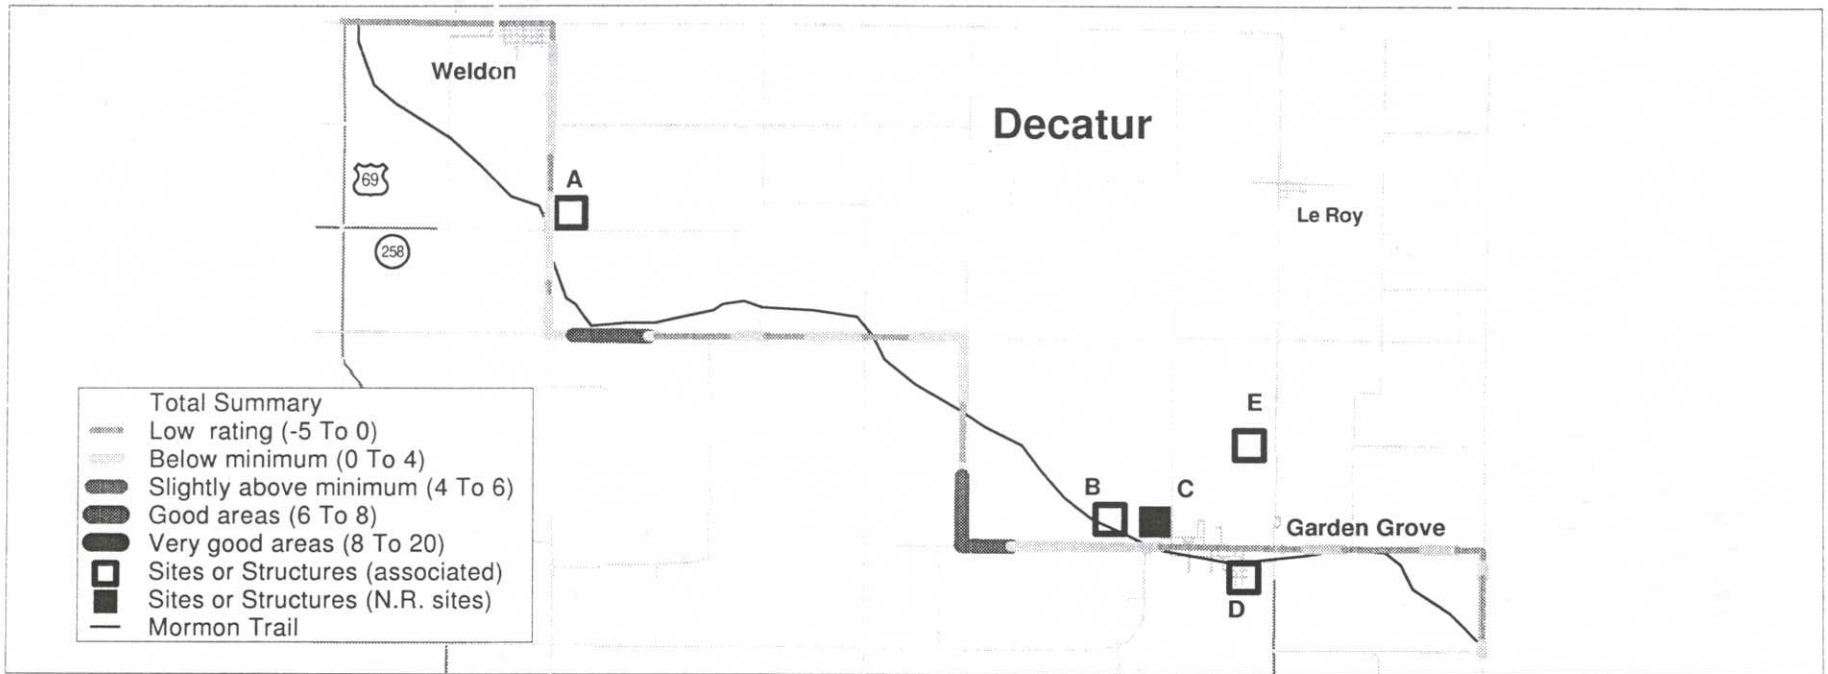 Weldon
Decatur
69
A
Le Roy
258
Total Summary
Low rating (-5 To 0)
Below minimum (0 To 4)
Slightly above minimum (4 To 6)
Good areas (6 To 8)
Very good areas (8 To 20)
Sites or Structures (associated)
Sites or Structures (N.R. sites)
Mormon Trail
E
B
C
Garden Grove
D